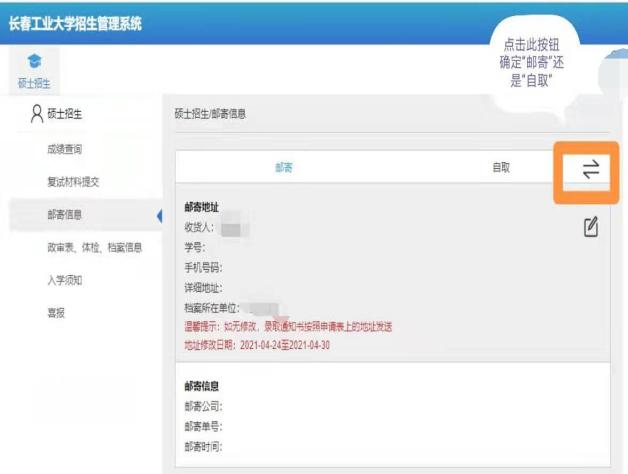 长春工业大学招生管理系统
点击此按钮
确定“邮寄”还
是“自取”
硕士招生
硕士招生
成绩查询
复试材料提交
邮寄信息
政审表、体检、档案信息
入学须知
喜报
硕士招生/邮寄信息
邮寄 自取
邮寄地址
收货人：
学号：
手机号码：
详细地址：
档案所在单位：
温馨提示：如无修改，录取通知书按照申请表上的地址发送
地址修改日期：2021-04-24至2021-04-30
邮寄信息
邮寄公司：
邮寄单号：
邮寄时间：